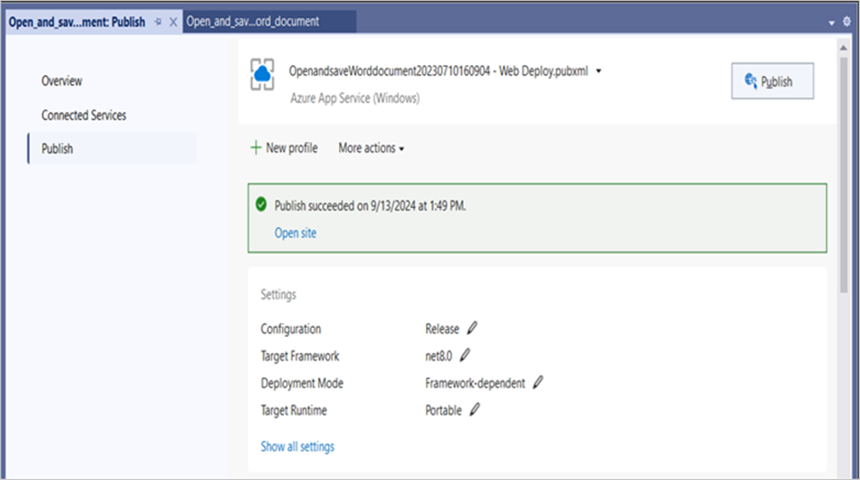 Open_and_sav...ment: Publish Open_and_sav...ord_document
Overview
Connected Services
Publish
OpenandsaveWorddocument20230710160904 - Web Deploy.pubxml
Azure App Service (Windows)
Publish
New profile More actions
Publish succeeded on 9/13/2024 at 1:49 PM.
Open site
Settings
Configuration Release
Target Framework net8.0
Deployment Mode Framework-dependent
Target Runtime Portable
Show all settings